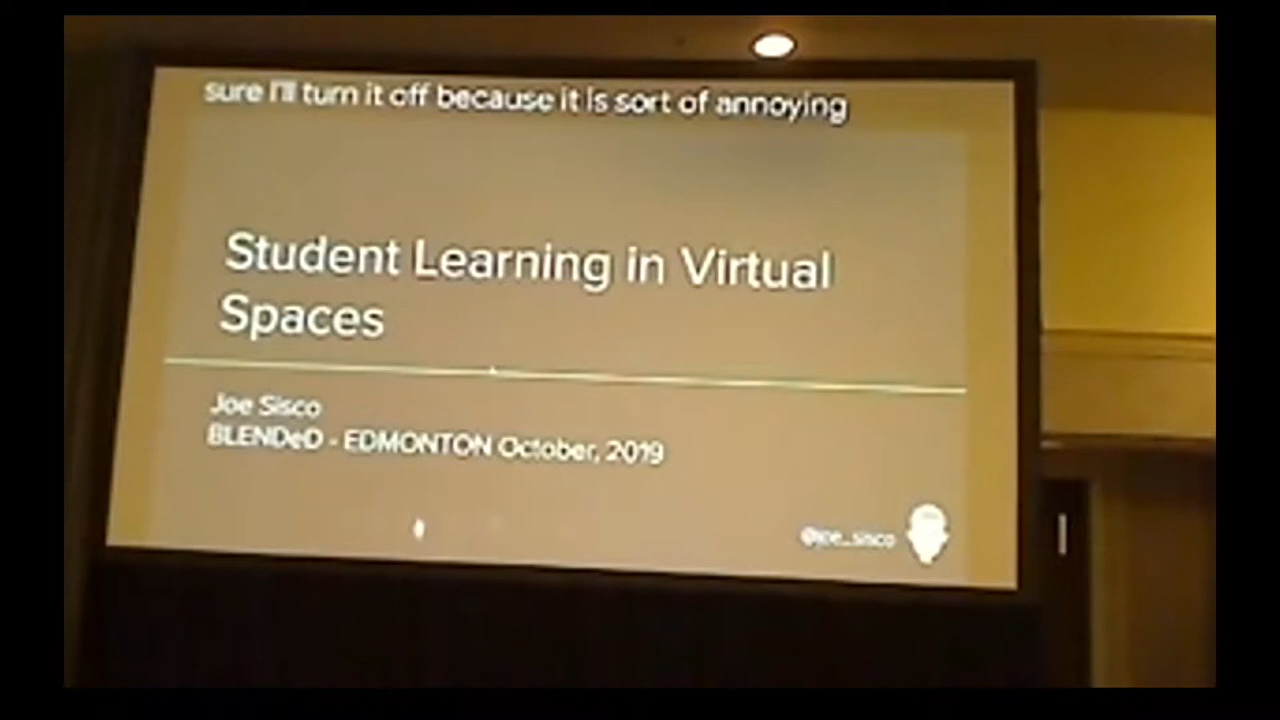 sure I'll turn it off because it is sort of annoying
Student Learning in Virtual
Spaces
Joe Sisco
BLENDeD - EDMONTON October, 2019
@joe_sisco